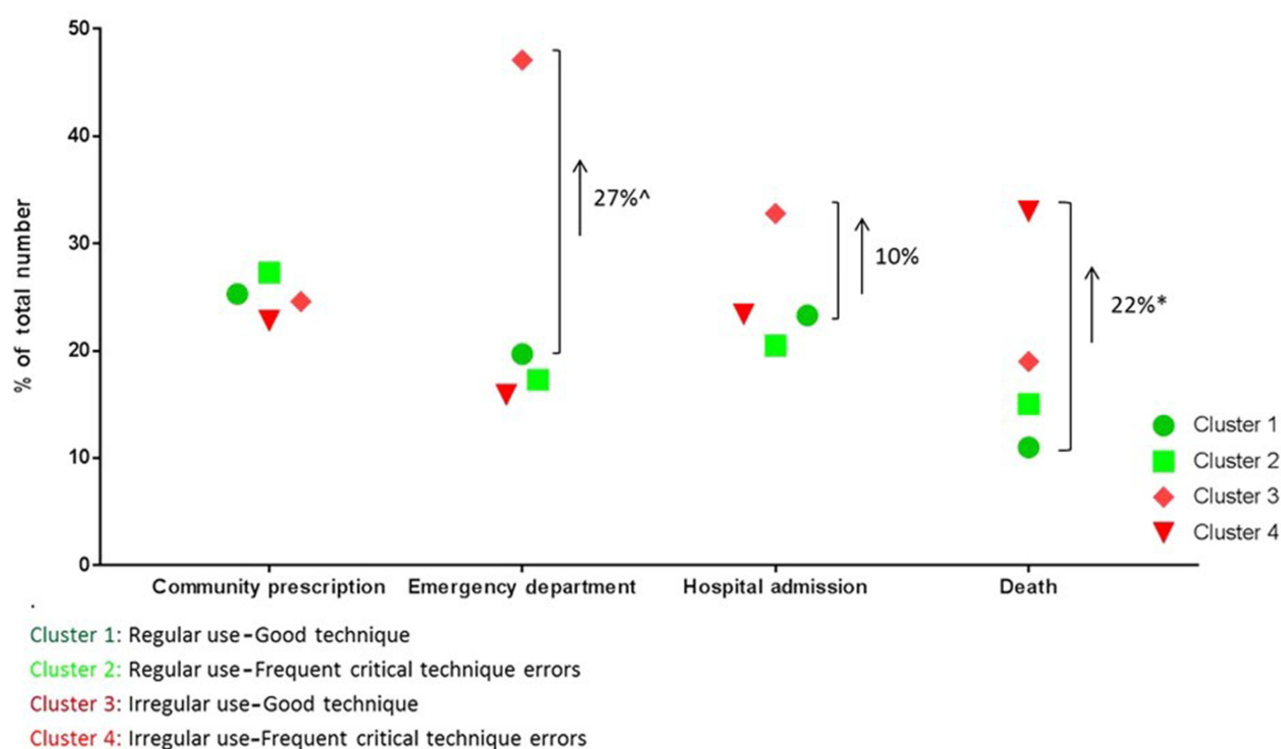 % of total number
50
40
30
20
10
0
27%^
10%
22%*
Cluster 1
Cluster 2
Cluster 3
Cluster 4
Community prescription
Emergency department
Hospital admission
Death
.
Cluster 1: Regular use-Good technique
Cluster 2: Regular use-Frequent critical technique errors
Cluster 3: Irregular use-Good technique
Cluster 4: Irregular use-Frequent critical technique errors